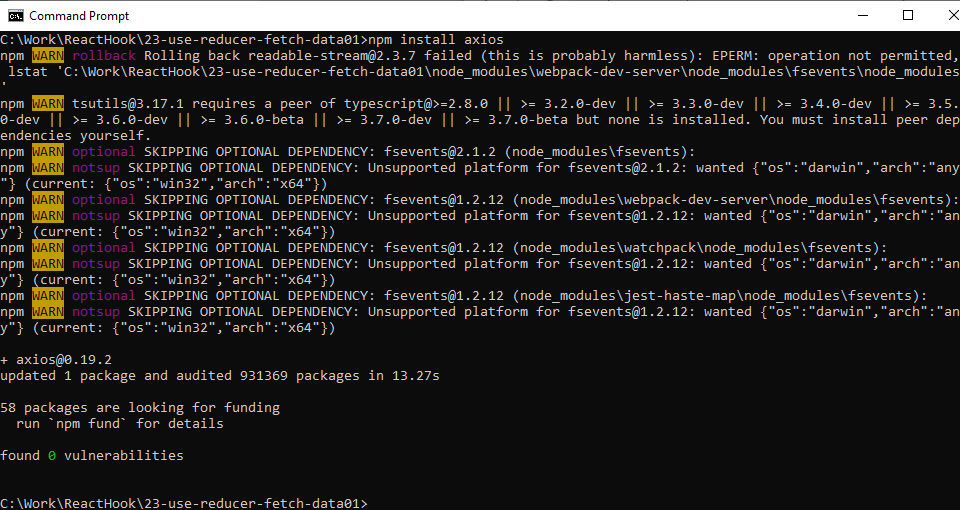 Command Prompt
C:\Work\ReactHook\23-use-reducer-fetch-data01>npm install axios
npm WARN rollback Rolling back readable-stream@2.3.7 failed (this is probably harmless): EPERM: operation not permitted,
 lstat 'C:\Work\ReactHook\23-use-reducer-fetch-data01\node_modules\webpack-dev-server\node_modules\fsevents\node_modules
'
npm WARN tsutils@3.17.1 requires a peer of typescript@>=2.8.0 || >= 3.2.0-dev || >= 3.3.0-dev || >= 3.4.0-dev || >= 3.5.
0-dev || >= 3.6.0-dev || >= 3.6.0-beta || >= 3.7.0-dev || >= 3.7.0-beta but none is installed. You must install peer dep
endencies yourself.
npm WARN optional SKIPPING OPTIONAL DEPENDENCY: fsevents@2.1.2 (node_modules\fsevents):
npm WARN notsup SKIPPING OPTIONAL DEPENDENCY: Unsupported platform for fsevents@2.1.2: wanted {"os":"darwin","arch":"any
"} (current: {"os":"win32","arch":"x64"})
npm WARN optional SKIPPING OPTIONAL DEPENDENCY: fsevents@1.2.12 (node_modules\webpack-dev-server\node_modules\fsevents):
npm WARN notsup SKIPPING OPTIONAL DEPENDENCY: Unsupported platform for fsevents@1.2.12: wanted {"os":"darwin","arch":"an
y"} (current: {"os":"win32","arch":"x64"})
npm WARN optional SKIPPING OPTIONAL DEPENDENCY: fsevents@1.2.12 (node_modules\watchpack\node_modules\fsevents):
npm WARN notsup SKIPPING OPTIONAL DEPENDENCY: Unsupported platform for fsevents@1.2.12: wanted {"os":"darwin","arch":"an
y"} (current: {"os":"win32","arch":"x64"})
npm WARN optional SKIPPING OPTIONAL DEPENDENCY: fsevents@1.2.12 (node_modules\jest-haste-map\node_modules\fsevents):
npm WARN notsup SKIPPING OPTIONAL DEPENDENCY: Unsupported platform for fsevents@1.2.12: wanted {"os":"darwin","arch":"an
y"} (current: {"os":"win32","arch":"x64"})
+ axios@0.19.2
updated 1 package and audited 931369 packages in 13.27s
58 packages are looking for funding
  run `npm fund` for details
found 0 vulnerabilities
C:\Work\ReactHook\23-use-reducer-fetch-data01>